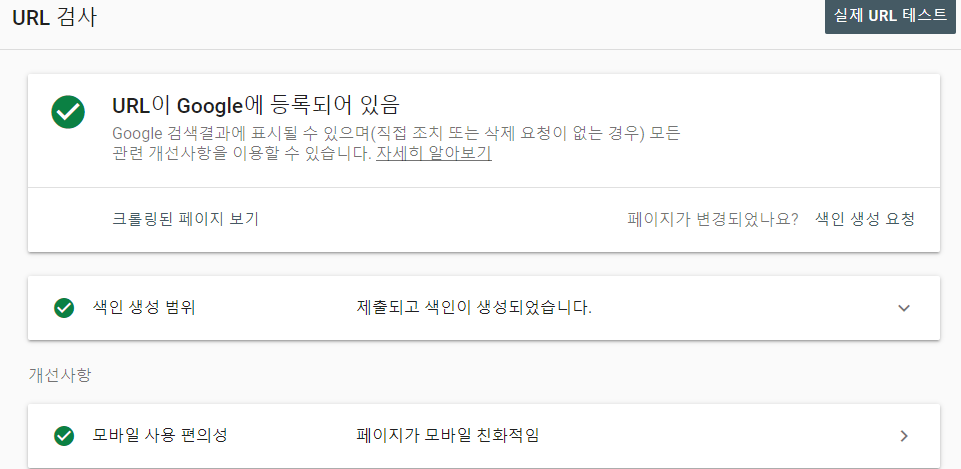 URL 검사
실제 URL 테스트
URL이 Google에 등록되어 있음
Google 검색결과에 표시될 수 있으며(직접 조치 또는 삭제 요청이 없는 경우) 모든
관련 개선사항을 이용할 수 있습니다. 자세히 알아보기
크롤링된 페이지 보기
페이지가 변경되었나요? 색인 생성 요청
색인 생성 범위
제출되고 색인이 생성되었습니다.
개선사항
모바일 사용 편의성
페이지가 모바일 친화적임